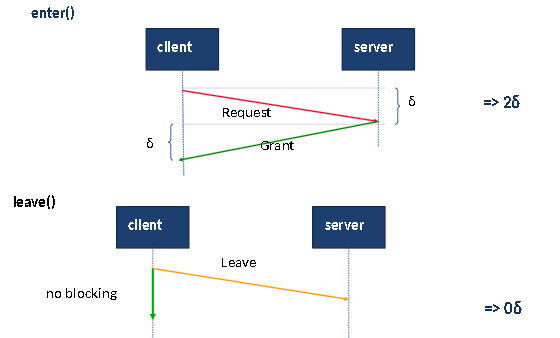 enter()
client
server
δ
Request
=> 2δ
δ
Grant
leave()
client
server
Leave
no blocking
=> 0δ